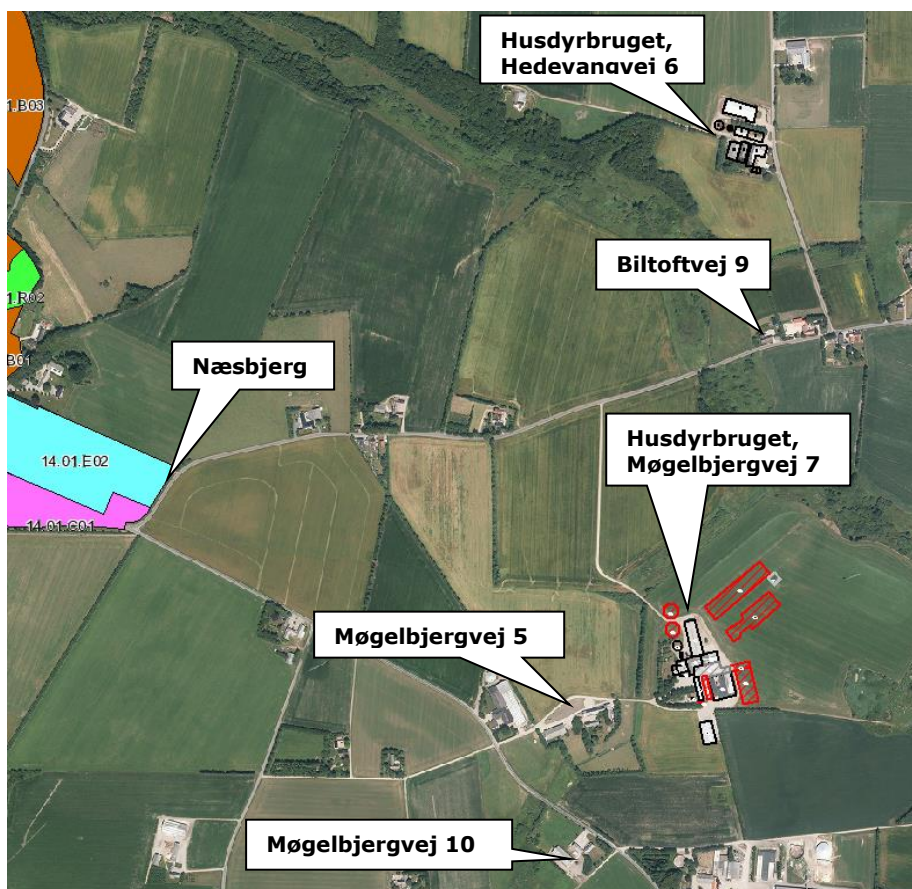 Husdyrbruget,
Hedevangvej 6
1.B03
Biltoftvej 9
1.R02
B01
Næsbjerg
14.01.E02
Husdyrbruget,
Møgelbjergvej 7
14.01.C01
Møgelbjergvej 5
Møgelbjergvej 10